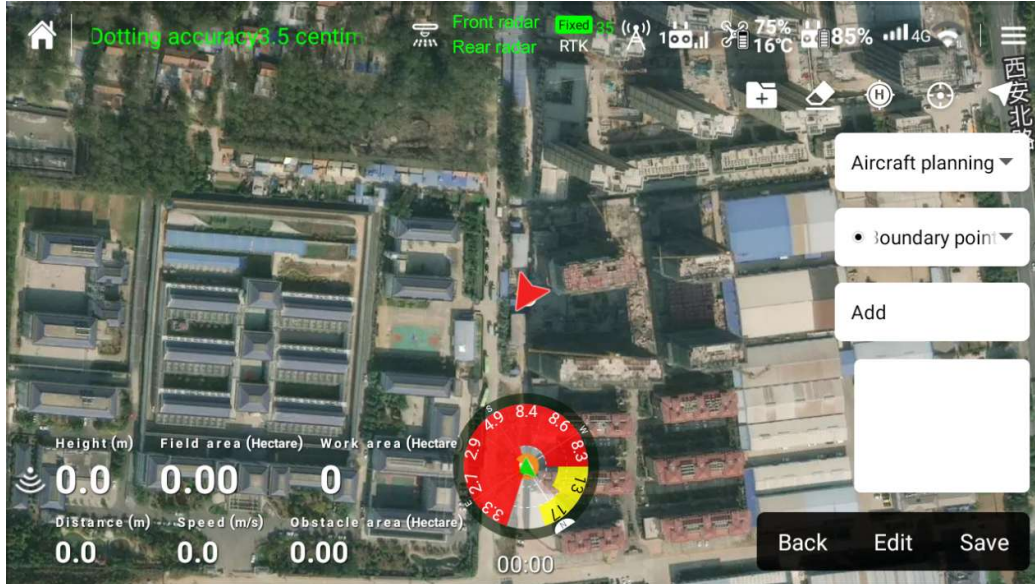 Dotting accuracy3.5 centin
Front radar
Rear radar
Fixed 35
RTK
1
75%
16℃
85%
4G
西安北路
H
Aircraft planning
Boundary point
Add
Height (m) Field area (Hectare) Work area (Hectare)
0.0 0.00 0
Distance (m) Speed (m/s) Obstacle area (Hectare)
0.0 0.0 0.00
S
4.9 8.4 8.6
W
2.9 8.3
E
2.7 13
3.3 17
N
00:00
Back Edit Save